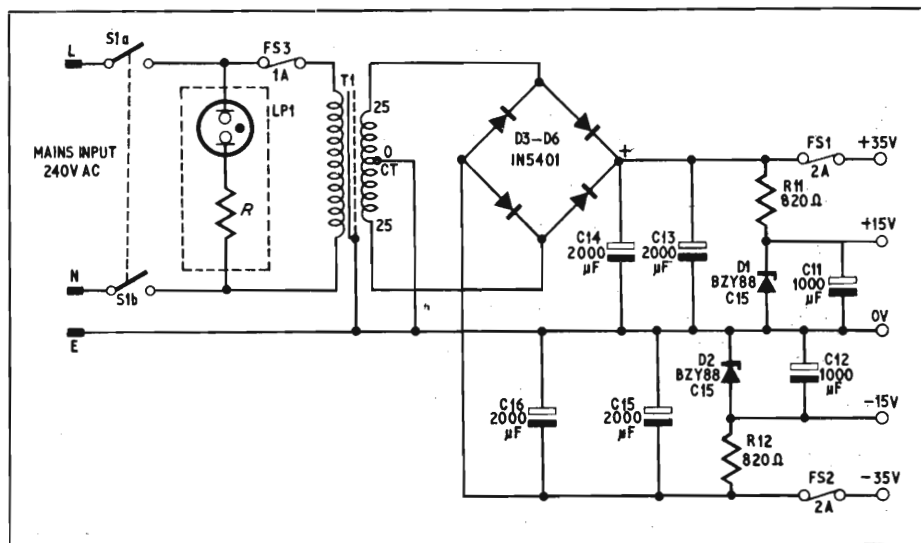 L
S1a
FS3
1A
T1
LP1
MAINS INPUT
240V AC
R
N
S1b
E
25
0
CT
25
D3–D6
IN5401
+
C14
2000
µF
C13
2000
µF
FS1
2A
+35V
R11
820Ω
+15V
D1
BZY88
C15
C11
1000
µF
0V
C16
2000
µF
C15
2000
µF
D2
BZY88
C15
C12
1000
µF
−15V
R12
820Ω
FS2
2A
−35V